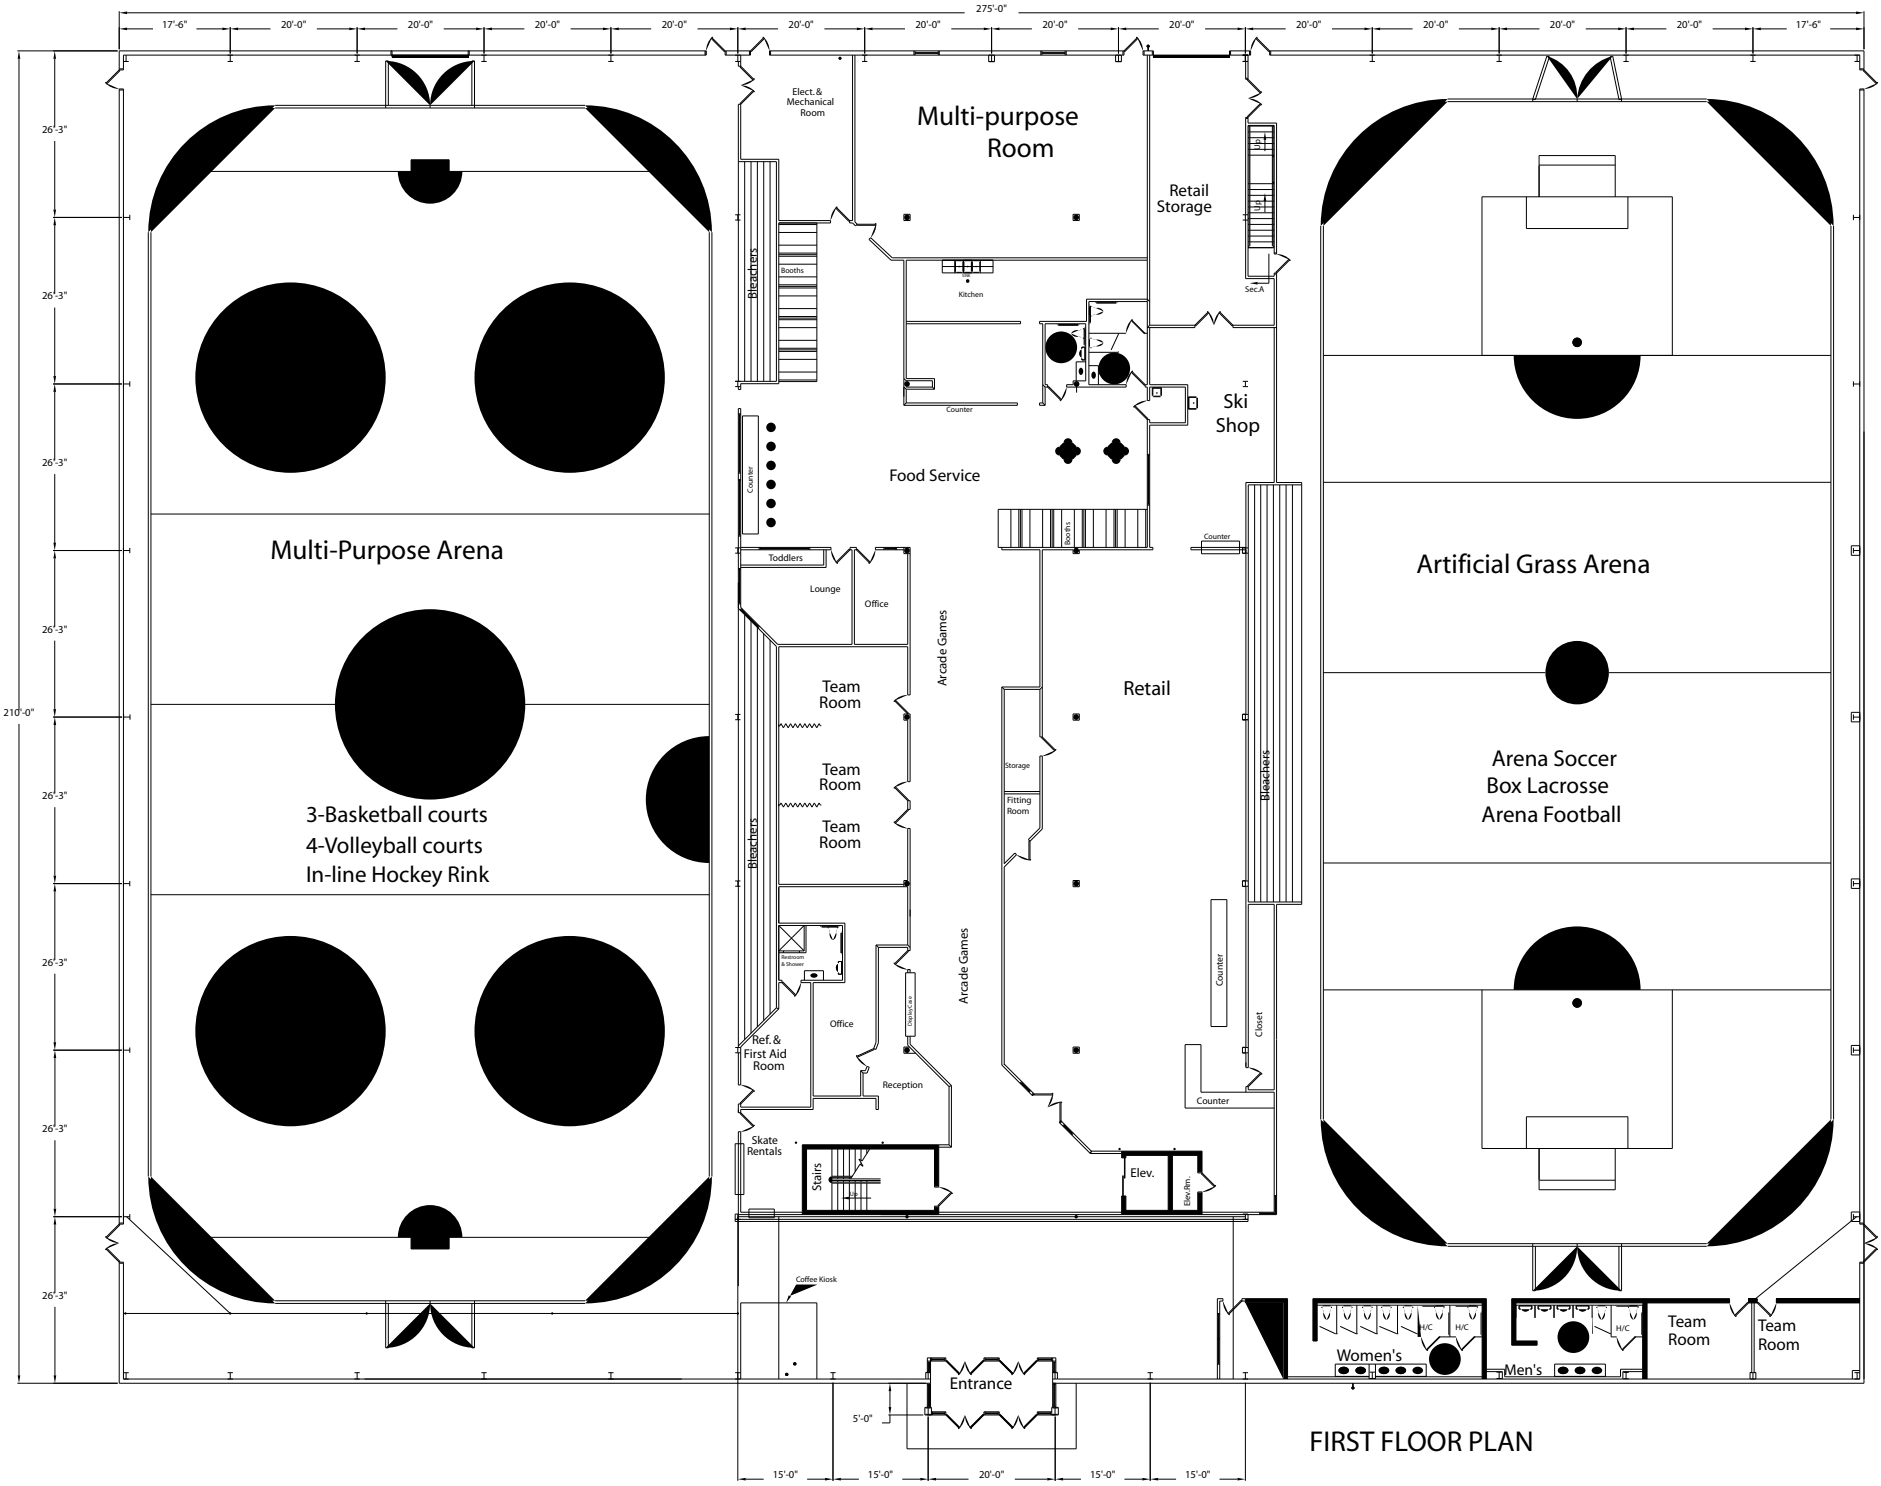 275'-0"
17'-6" 20'-0" 20'-0" 20'-0" 20'-0" 20'-0" 20'-0" 20'-0" 20'-0" 20'-0" 20'-0" 20'-0" 20'-0" 17'-6"
210'-0"
26'-3"
26'-3"
26'-3"
26'-3"
26'-3"
26'-3"
26'-3"
26'-3"
Multi-Purpose Arena
3-Basketball courts
4-Volleyball courts
In-line Hockey Rink
Elect. &
Mechanical
Room
Multi-purpose
Room
Retail
Storage
Up
Up
Sec.A
Bleachers
Booths
Kitchen
Counter
Ski
Shop
Counter
Food Service
Booths
Counter
Toddlers
Lounge
Office
Arcade Games
Team
Room
Team
Room
Team
Room
Bleachers
Retail
Storage
Fitting
Room
Bleachers
Artificial Grass Arena
Arena Soccer
Box Lacrosse
Arena Football
Restroom
& Shower
Office
Display Case
Arcade Games
Counter
Closet
Ref. &
First Aid
Room
Reception
Counter
Skate
Rentals
Stairs
Up
Elev.
Elev. Rm.
Coffee Kiosk
Entrance
H/C
H/C
Women's
H/C
Men's
Team
Room
Team
Room
5'-0"
15'-0" 15'-0" 20'-0" 15'-0" 15'-0"
FIRST FLOOR PLAN